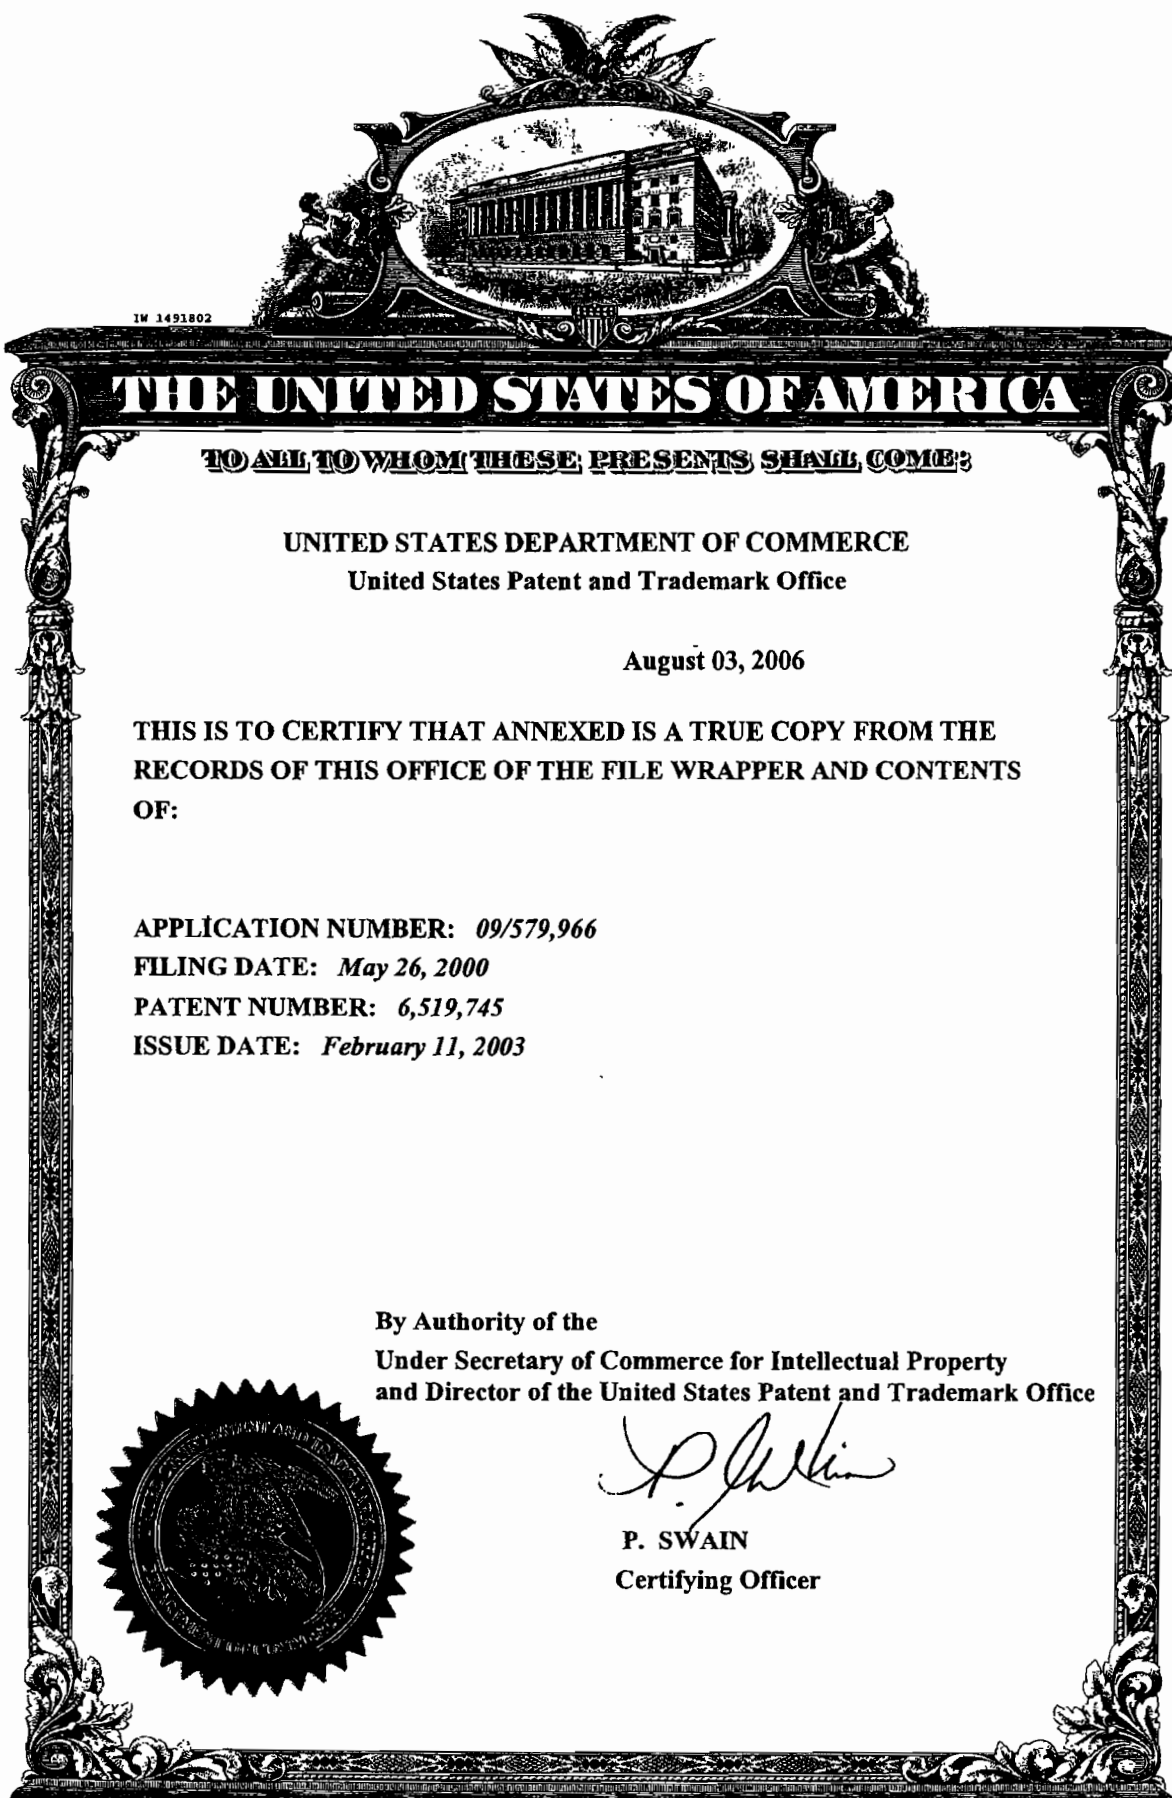 IW 1491802
THE UNITED STATES OF AMERICA
TO ALL TO WHOM THESE PRESENTS SHALL COME:
UNITED STATES DEPARTMENT OF COMMERCE
United States Patent and Trademark Office
August 03, 2006
THIS IS TO CERTIFY THAT ANNEXED IS A TRUE COPY FROM THE
RECORDS OF THIS OFFICE OF THE FILE WRAPPER AND CONTENTS
OF:
APPLICATION NUMBER: 09/579,966
FILING DATE: May 26, 2000
PATENT NUMBER: 6,519,745
ISSUE DATE: February 11, 2003
By Authority of the
Under Secretary of Commerce for Intellectual Property
and Director of the United States Patent and Trademark Office
P. SWAIN
Certifying Officer